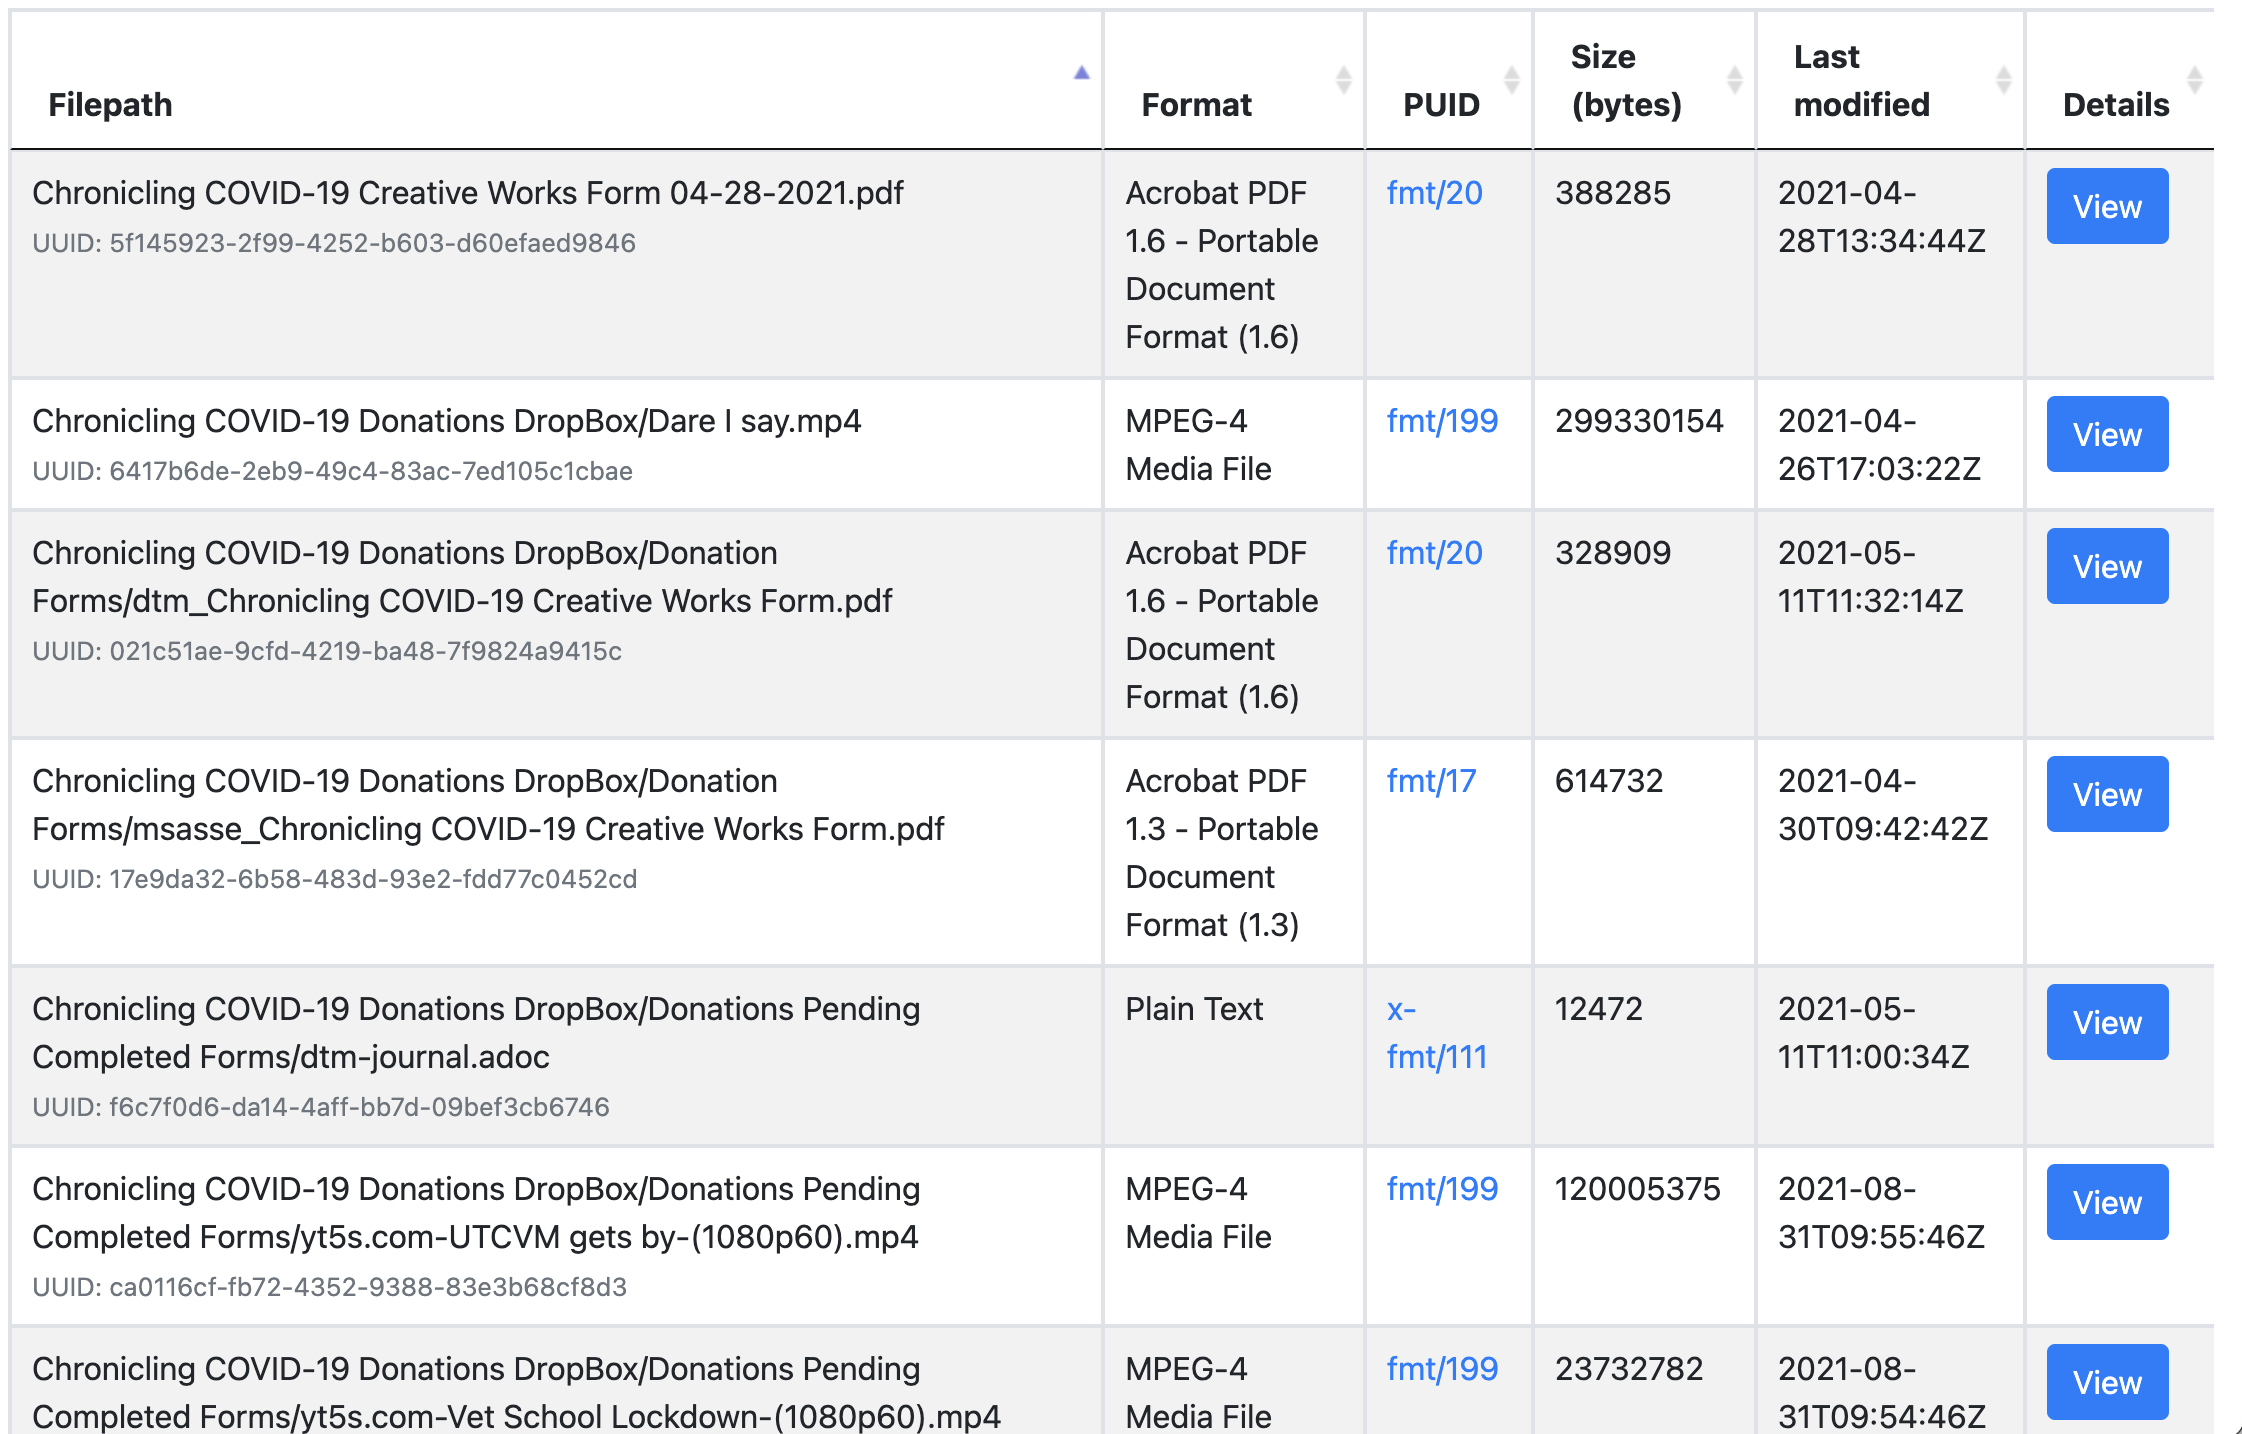 Filepath
Format
PUID
Size
(bytes)
Last
modified
Details
Chronicling COVID-19 Creative Works Form 04-28-2021.pdf
UUID: 5f145923-2f99-4252-b603-d60efaed9846
Acrobat PDF
1.6 - Portable
Document
Format (1.6)
fmt/20
388285
2021-04-
28T13:34:44Z
View
Chronicling COVID-19 Donations DropBox/Dare I say.mp4
UUID: 6417b6de-2eb9-49c4-83ac-7ed105c1cbae
MPEG-4
Media File
fmt/199
299330154
2021-04-
26T17:03:22Z
View
Chronicling COVID-19 Donations DropBox/Donation
Forms/dtm_Chronicling COVID-19 Creative Works Form.pdf
UUID: 021c51ae-9cfd-4219-ba48-7f9824a9415c
Acrobat PDF
1.6 - Portable
Document
Format (1.6)
fmt/20
328909
2021-05-
11T11:32:14Z
View
Chronicling COVID-19 Donations DropBox/Donation
Forms/msasse_Chronicling COVID-19 Creative Works Form.pdf
UUID: 17e9da32-6b58-483d-93e2-fdd77c0452cd
Acrobat PDF
1.3 - Portable
Document
Format (1.3)
fmt/17
614732
2021-04-
30T09:42:42Z
View
Chronicling COVID-19 Donations DropBox/Donations Pending
Completed Forms/dtm-journal.adoc
UUID: f6c7f0d6-da14-4aff-bb7d-09bef3cb6746
Plain Text
x-
fmt/111
12472
2021-05-
11T11:00:34Z
View
Chronicling COVID-19 Donations DropBox/Donations Pending
Completed Forms/yt5s.com-UTCVM gets by-(1080p60).mp4
UUID: ca0116cf-fb72-4352-9388-83e3b68cf8d3
MPEG-4
Media File
fmt/199
120005375
2021-08-
31T09:55:46Z
View
Chronicling COVID-19 Donations DropBox/Donations Pending
Completed Forms/yt5s.com-Vet School Lockdown-(1080p60).mp4
MPEG-4
Media File
fmt/199
23732782
2021-08-
31T09:54:46Z
View